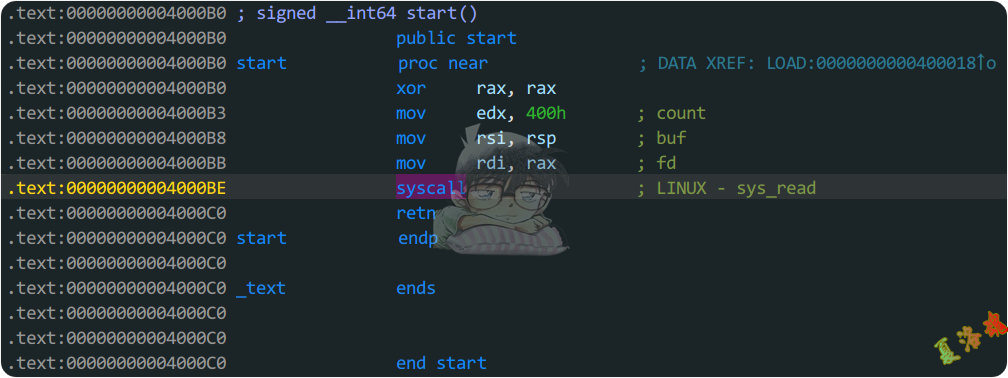 .text:00000000004000B0 ; signed __int64 start()
.text:00000000004000B0 public start
.text:00000000004000B0 start proc near ; DATA XREF: LOAD:0000000000400018↑o
.text:00000000004000B0 xor rax, rax
.text:00000000004000B3 mov edx, 400h ; count
.text:00000000004000B8 mov rsi, rsp ; buf
.text:00000000004000BB mov rdi, rax ; fd
.text:00000000004000BE syscall ; LINUX - sys_read
.text:00000000004000C0 retn
.text:00000000004000C0 start endp
.text:00000000004000C0
.text:00000000004000C0 _text ends
.text:00000000004000C0
.text:00000000004000C0
.text:00000000004000C0 end start